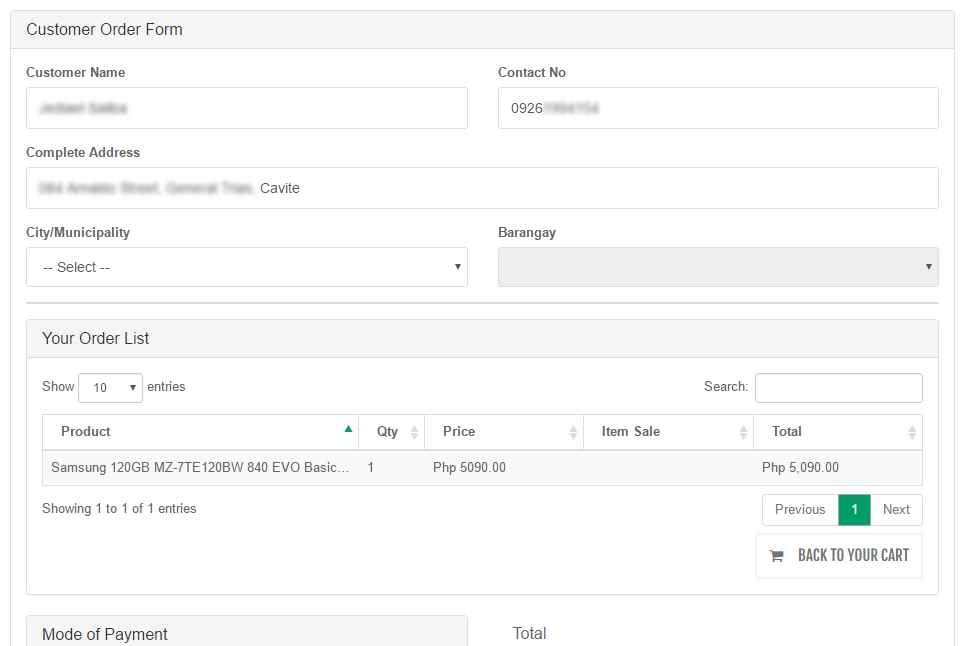 Customer Order Form
Customer Name
Contact No
0926
Complete Address
Cavite
City/Municipality
Barangay
-- Select --
Your Order List
Show 10 entries
Search:
Product Qty Price Item Sale Total
Samsung 120GB MZ-7TE120BW 840 EVO Basic... 1 Php 5090.00 Php 5,090.00
Showing 1 to 1 of 1 entries
Previous 1 Next
BACK TO YOUR CART
Mode of Payment
Total